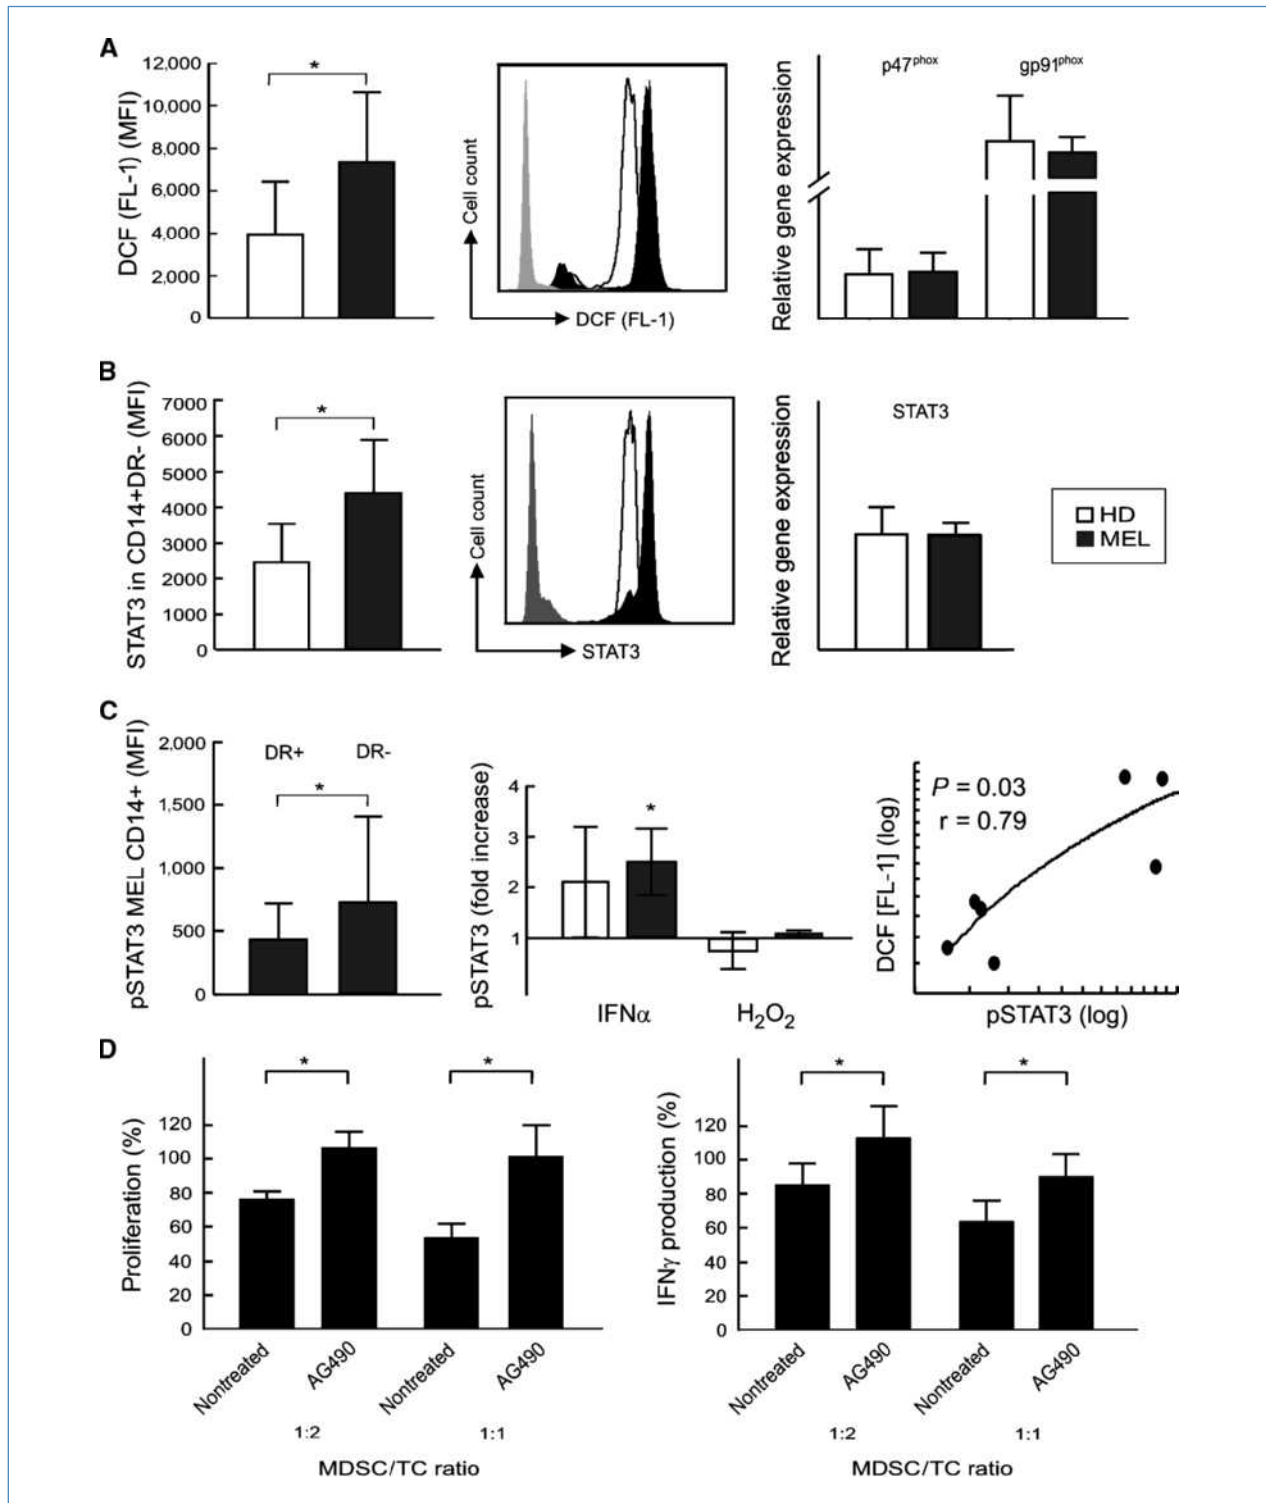 A
DCF (FL-1) (MFI)
12,000
10,000
8,000
6,000
4,000
2,000
0
*
Cell count
DCF (FL-1)
Relative gene expression
p47phox
gp91phox
B
STAT3 in CD14+DR- (MFI)
7000
6000
5000
4000
3000
2000
1000
0
*
Cell count
STAT3
Relative gene expression
STAT3
HD
MEL
C
pSTAT3 MEL CD14+ (MFI)
2,000
1,500
1,000
500
0
DR+ DR-
*
pSTAT3 (fold increase)
4
3
2
1
*
IFNα H2O2
DCF [FL-1] (log)
P = 0.03
r = 0.79
pSTAT3 (log)
D
Proliferation (%)
120
100
80
60
40
20
0
* *
Nontreated AG490 Nontreated AG490
1:2 1:1
MDSC/TC ratio
IFNγ production (%)
120
100
80
60
40
20
0
* *
Nontreated AG490 Nontreated AG490
1:2 1:1
MDSC/TC ratio